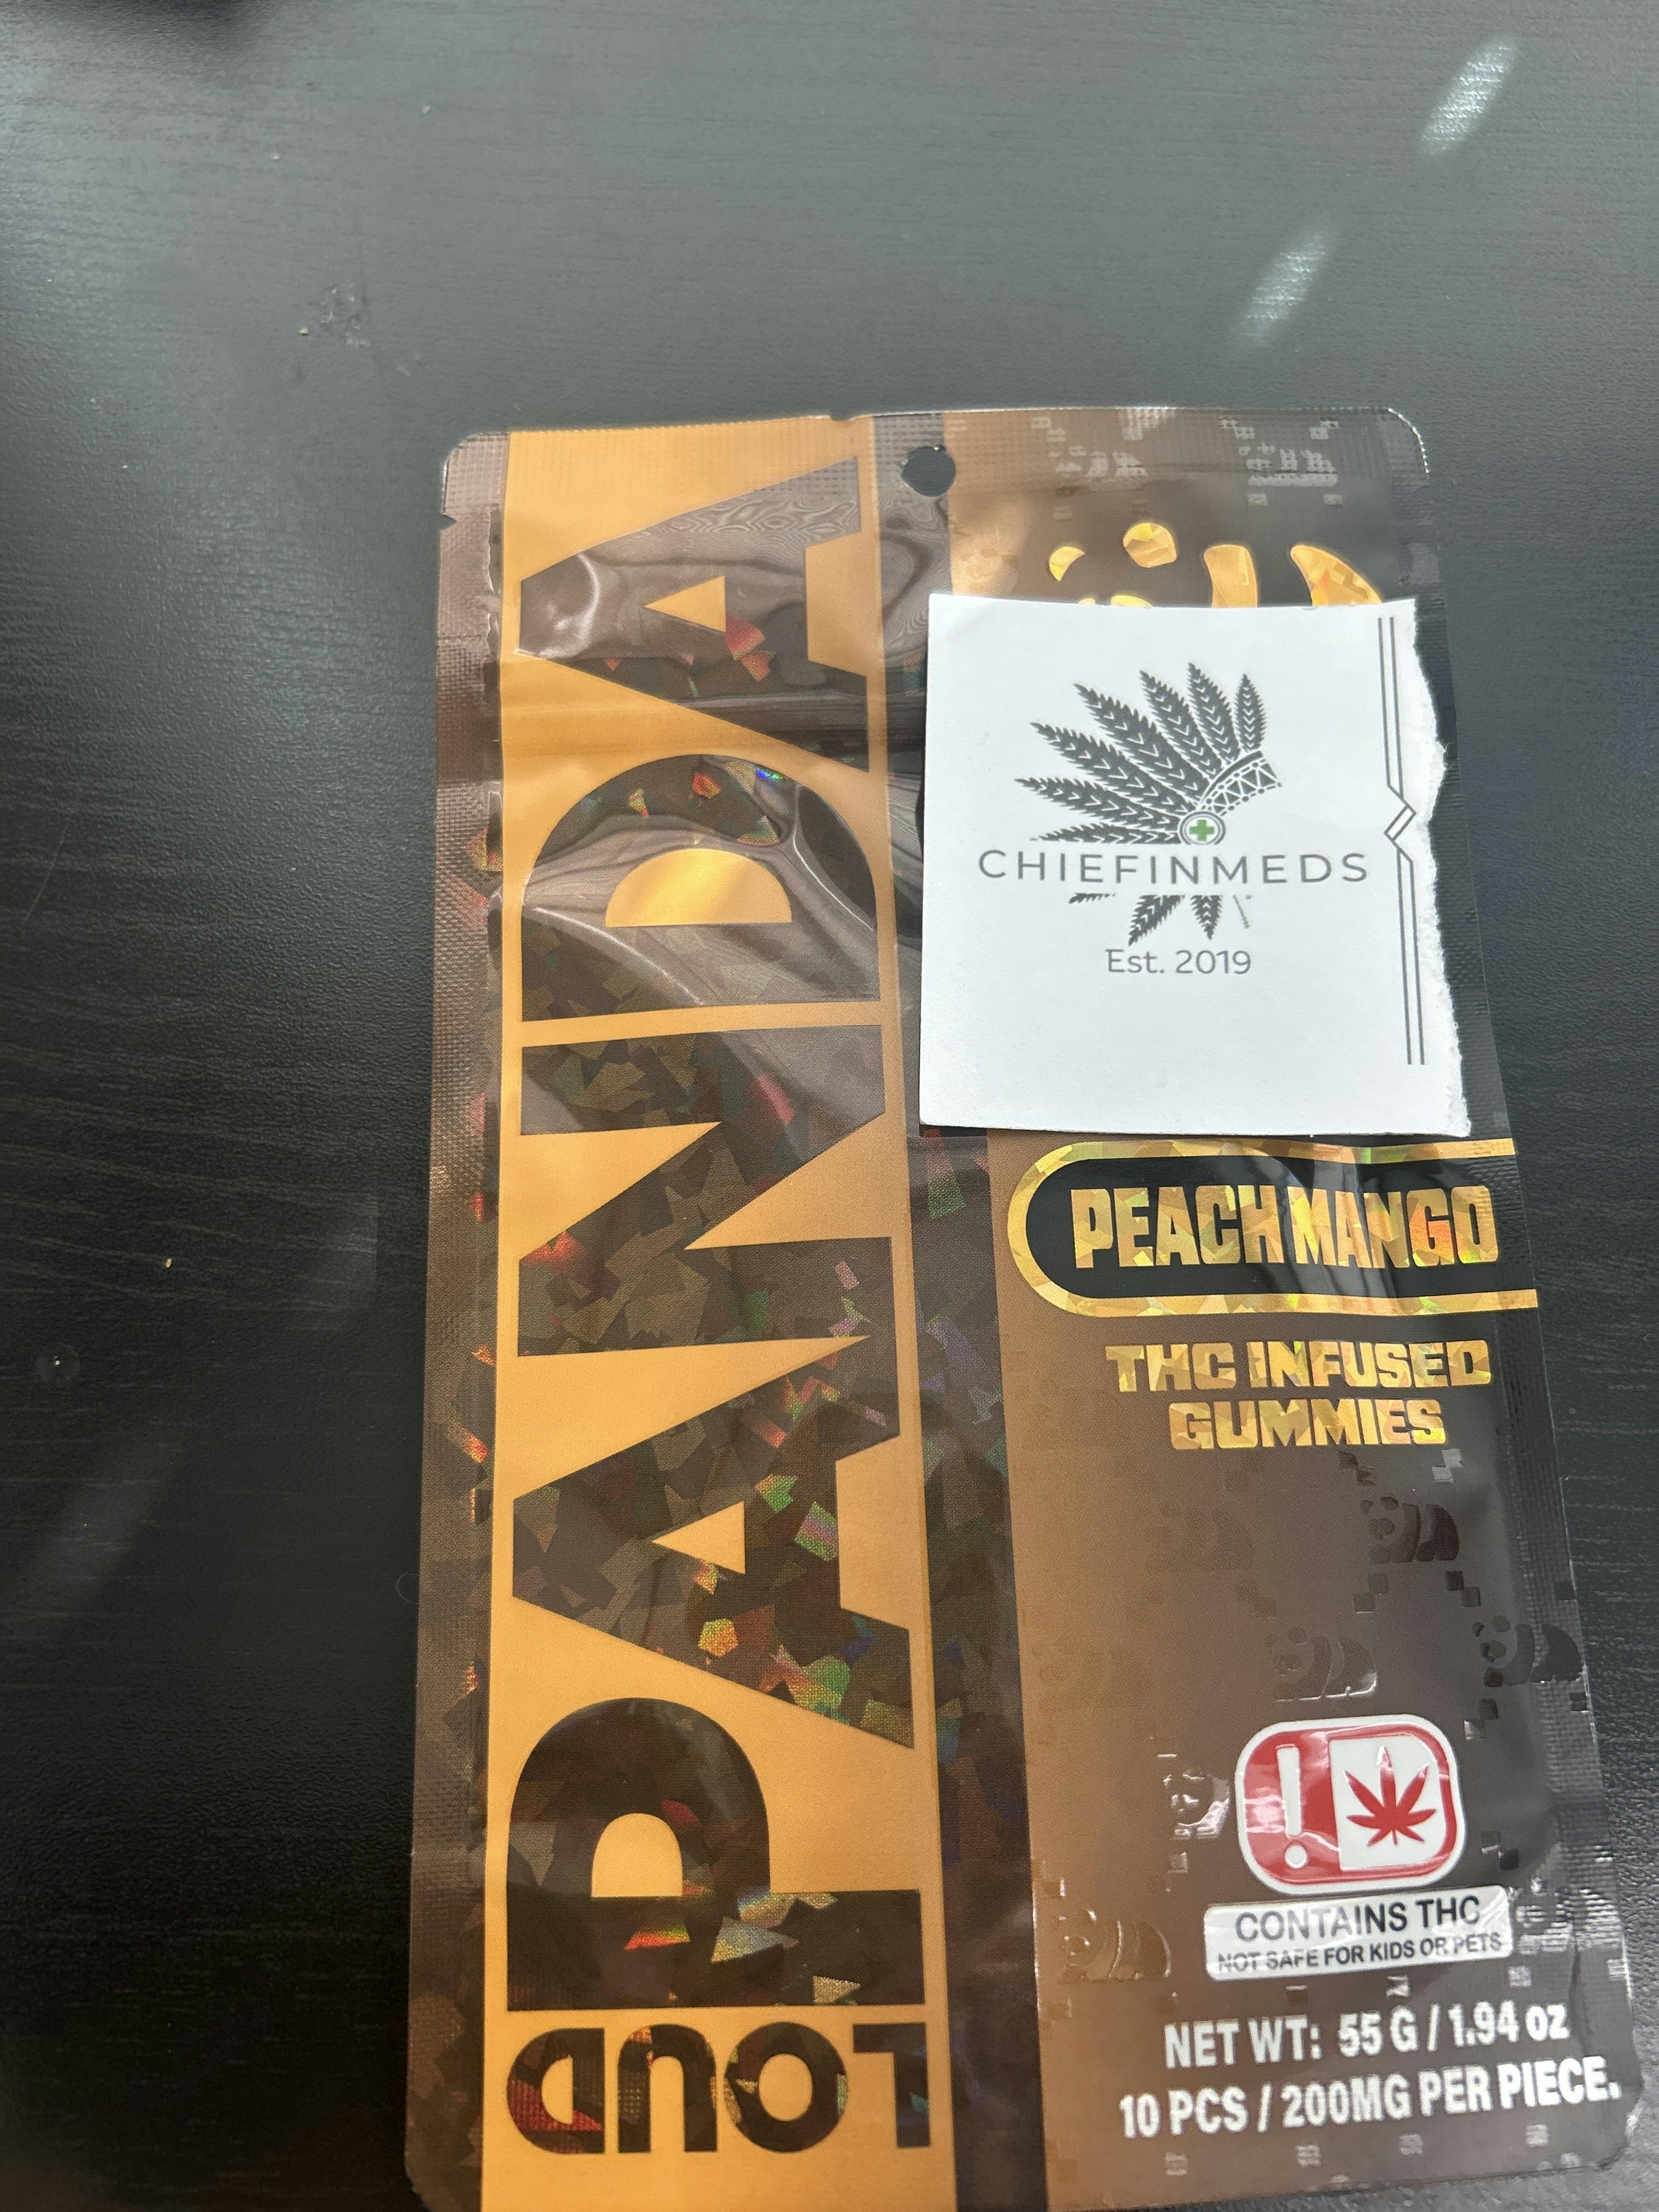 LOUD PANDA
CHIEFINMEDS
Est. 2019
PEACH MANGO
THC INFUSED
GUMMIES
!
CONTAINS THC
NOT SAFE FOR KIDS OR PETS
NET WT: 55 G / 1.94 oz
10 PCS / 200MG PER PIECE.